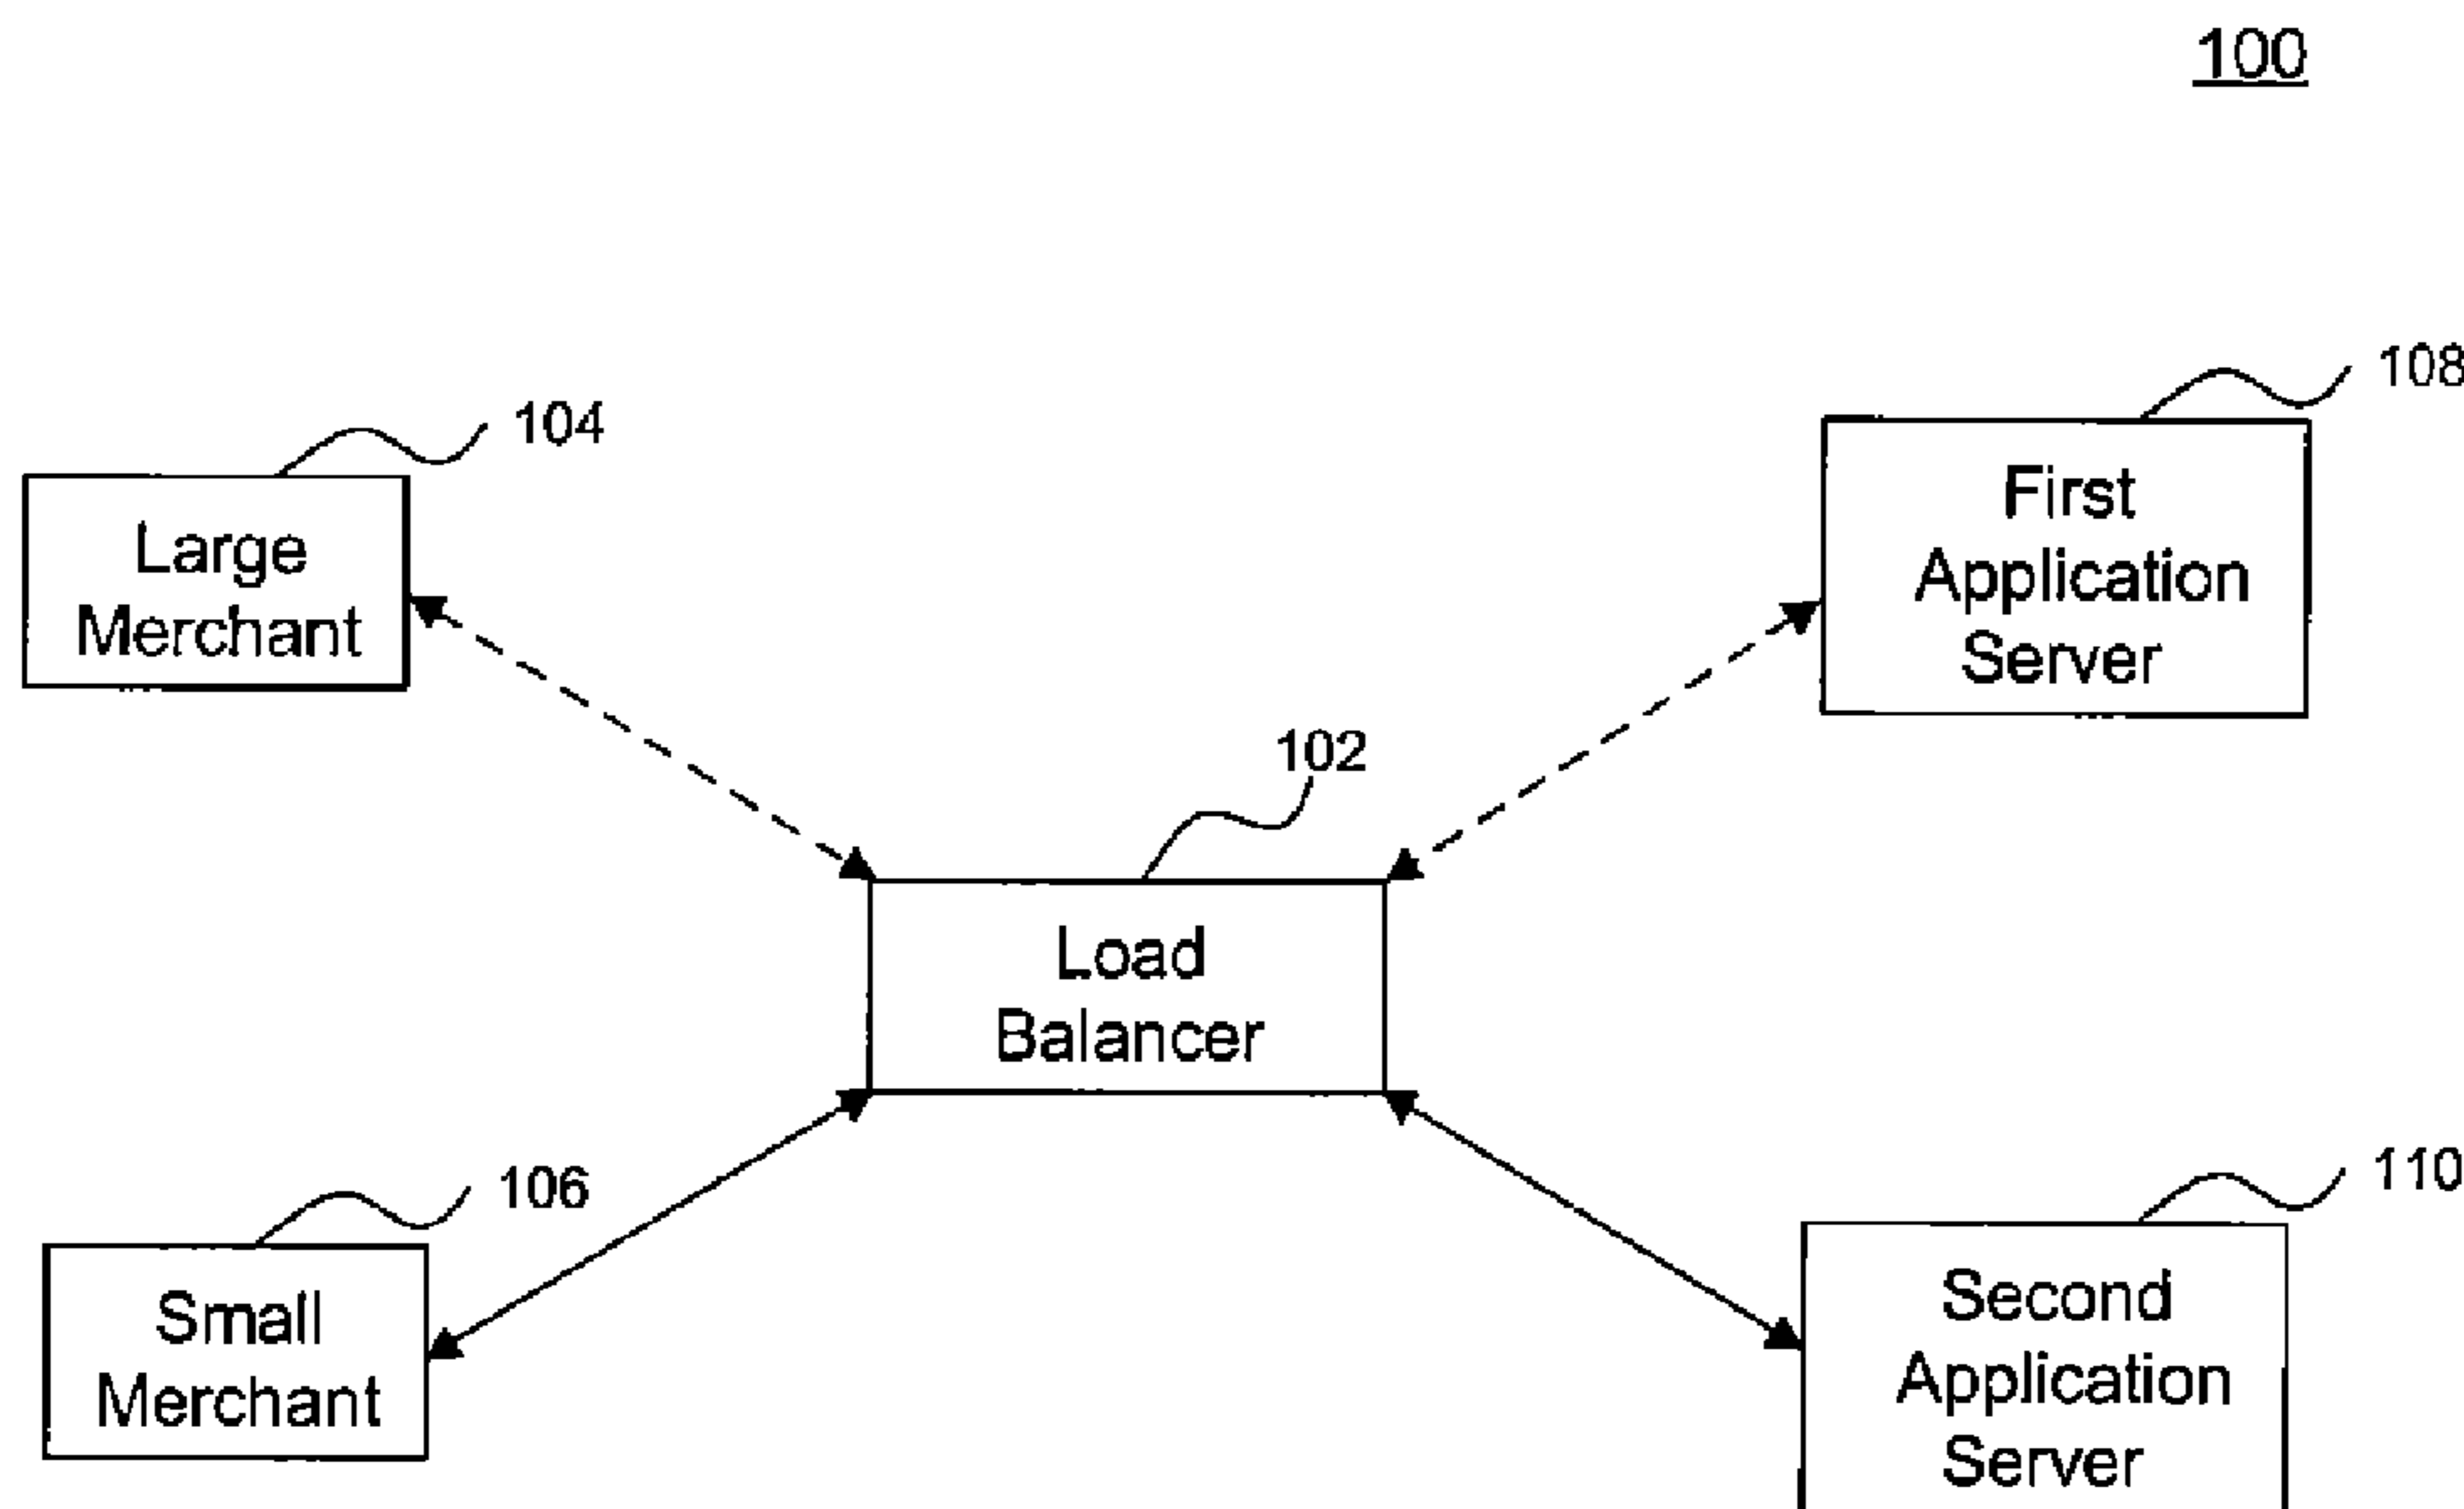 100
108
104
First
Application
Server
Large
Merchant
102
Load
Balancer
106
110
Small
Merchant
Second
Application
Server